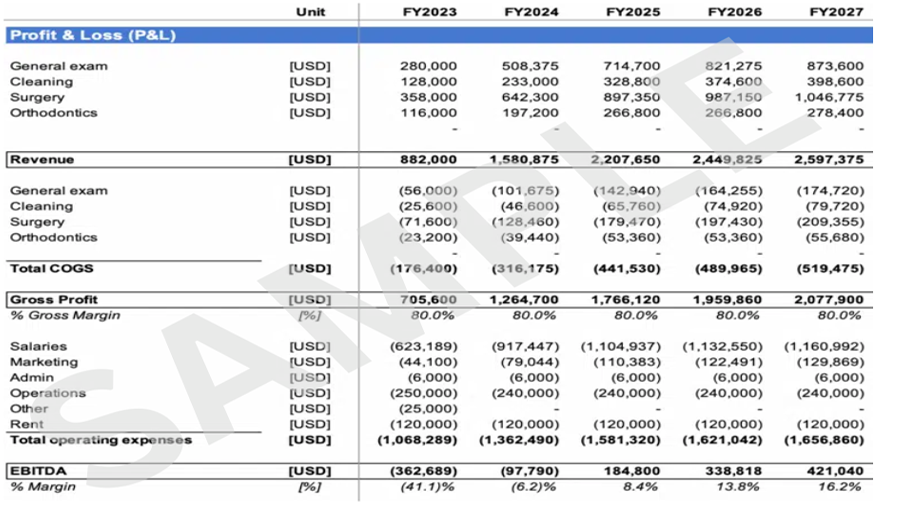 Unit FY2023 FY2024 FY2025 FY2026 FY2027
Profit & Loss (P&L)
General exam [USD] 280,000 508,375 714,700 821,275 873,600
Cleaning [USD] 128,000 233,000 328,800 374,600 398,600
Surgery [USD] 358,000 642,300 897,350 987,150 1,046,775
Orthodontics [USD] 116,000 197,200 266,800 266,800 278,400
- - - - -
Revenue [USD] 882,000 1,580,875 2,207,650 2,449,825 2,597,375
General exam [USD] (56,000) (101,675) (142,940) (164,255) (174,720)
Cleaning [USD] (25,600) (46,600) (65,760) (74,920) (79,720)
Surgery [USD] (71,600) (128,460) (179,470) (197,430) (209,355)
Orthodontics [USD] (23,200) (39,440) (53,360) (53,360) (55,680)
- - - - -
Total COGS [USD] (176,400) (316,175) (441,530) (489,965) (519,475)
Gross Profit [USD] 705,600 1,264,700 1,766,120 1,959,860 2,077,900
% Gross Margin [%] 80.0% 80.0% 80.0% 80.0% 80.0%
Salaries [USD] (623,189) (917,447) (1,104,937) (1,132,550) (1,160,992)
Marketing [USD] (44,100) (79,044) (110,383) (122,491) (129,869)
Admin [USD] (6,000) (6,000) (6,000) (6,000) (6,000)
Operations [USD] (250,000) (240,000) (240,000) (240,000) (240,000)
Other [USD] (25,000) - - - -
Rent [USD] (120,000) (120,000) (120,000) (120,000) (120,000)
Total operating expenses [USD] (1,068,289) (1,362,490) (1,581,320) (1,621,042) (1,656,860)
EBITDA [USD] (362,689) (97,790) 184,800 338,818 421,040
% Margin [%] (41.1)% (6.2)% 8.4% 13.8% 16.2%
SAMPLE